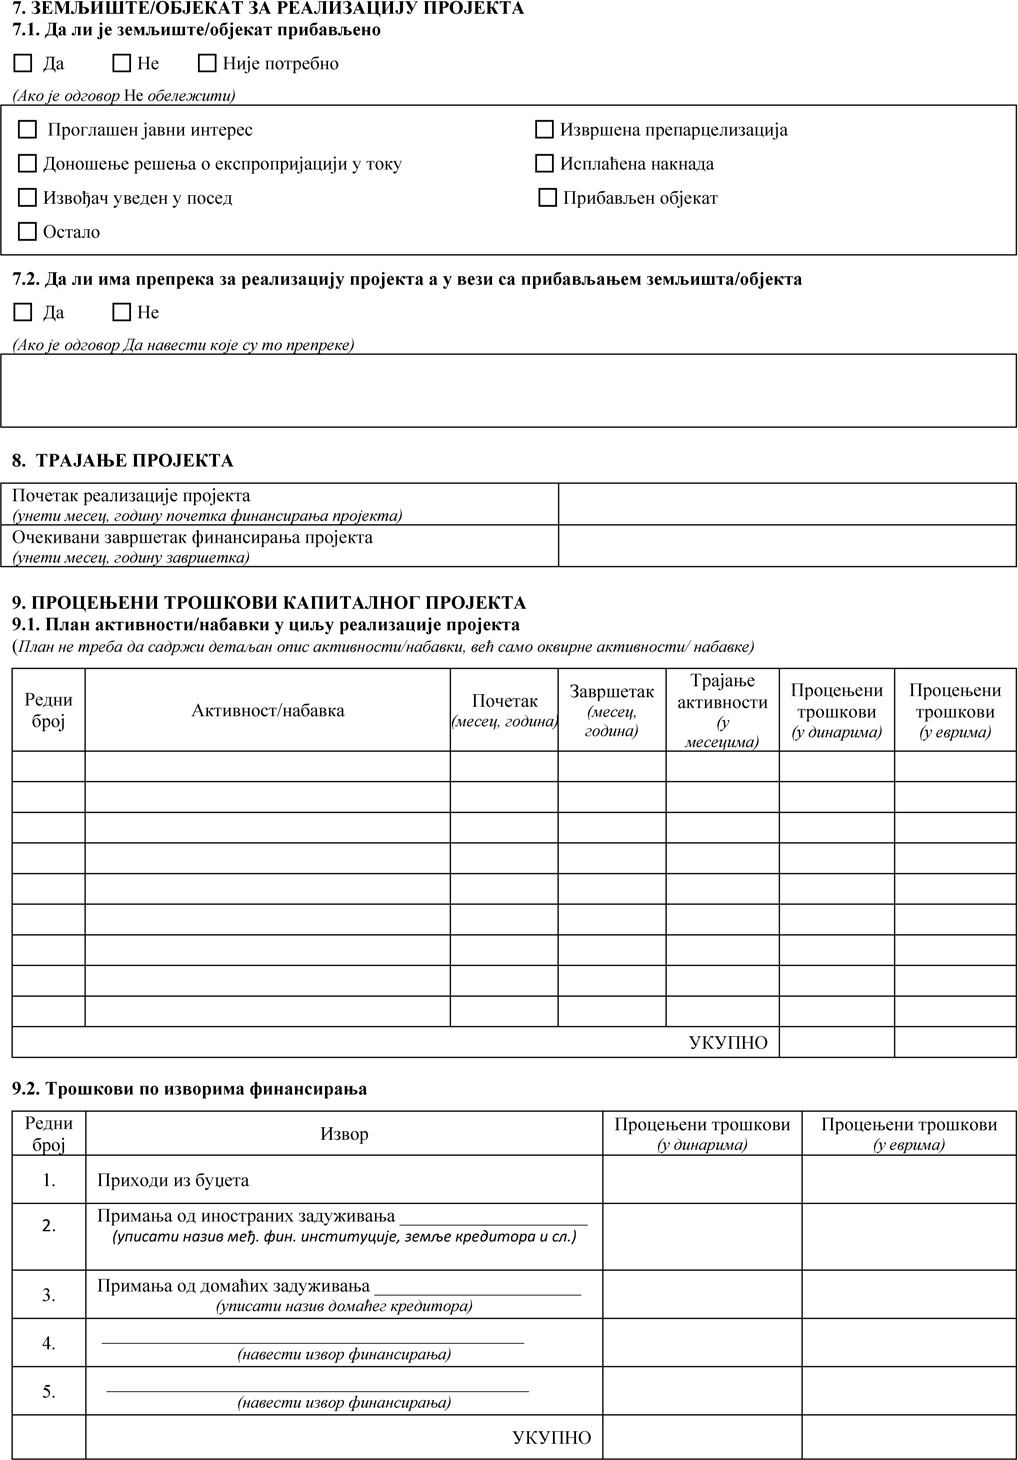 7. ЗЕМЉИШТЕ/ОБЈЕКАТ ЗА РЕАЛИЗАЦИЈУ ПРОЈЕКТА
7.1. Да ли је земљиште/објекат прибављено
Да Не Није потребно
(Ако је одговор Не обележити)
Проглашен јавни интерес Извршена препарцелизација
Доношење решења о експропријацији у току Исплаћена накнада
Извођач уведен у посед Прибављен објекат
Остало
7.2. Да ли има препрека за реализацију пројекта а у вези са прибављањем земљишта/објекта
Да Не
(Ако је одговор Да навести које су то препреке)
8. ТРАЈАЊЕ ПРОЈЕКТА
Почетак реализације пројекта
(унети месец, годину почетка финансирања пројекта)
Очекивани завршетак финансирања пројекта
(унети месец, годину завршетка)
9. ПРОЦЕЊЕНИ ТРОШКОВИ КАПИТАЛНОГ ПРОЈЕКТА
9.1. План активности/набавки у циљу реализације пројекта
(План не треба да садржи детаљан опис активности/набавки, већ само оквирне активности/ набавке)
Редни
број
Активност/набавка
Почетак
(месец, година)
Завршетак
(месец,
година)
Трајање
активности
(у
месецима)
Процењени
трошкови
(у динарима)
Процењени
трошкови
(у еврима)
УКУПНО
9.2. Трошкови по изворима финансирања
Редни
број
Извор
Процењени трошкови
(у динарима)
Процењени трошкови
(у еврима)
1. Приходи из буџета
2. Примања од иностраних задуживања ____________________
(уписати назив међ. фин. институције, земље кредитора и сл.)
3. Примања од домаћих задуживања ______________________
(уписати назив домаћег кредитора)
4. _____________________________________________
(навести извор финансирања)
5. _____________________________________________
(навести извор финансирања)
УКУПНО